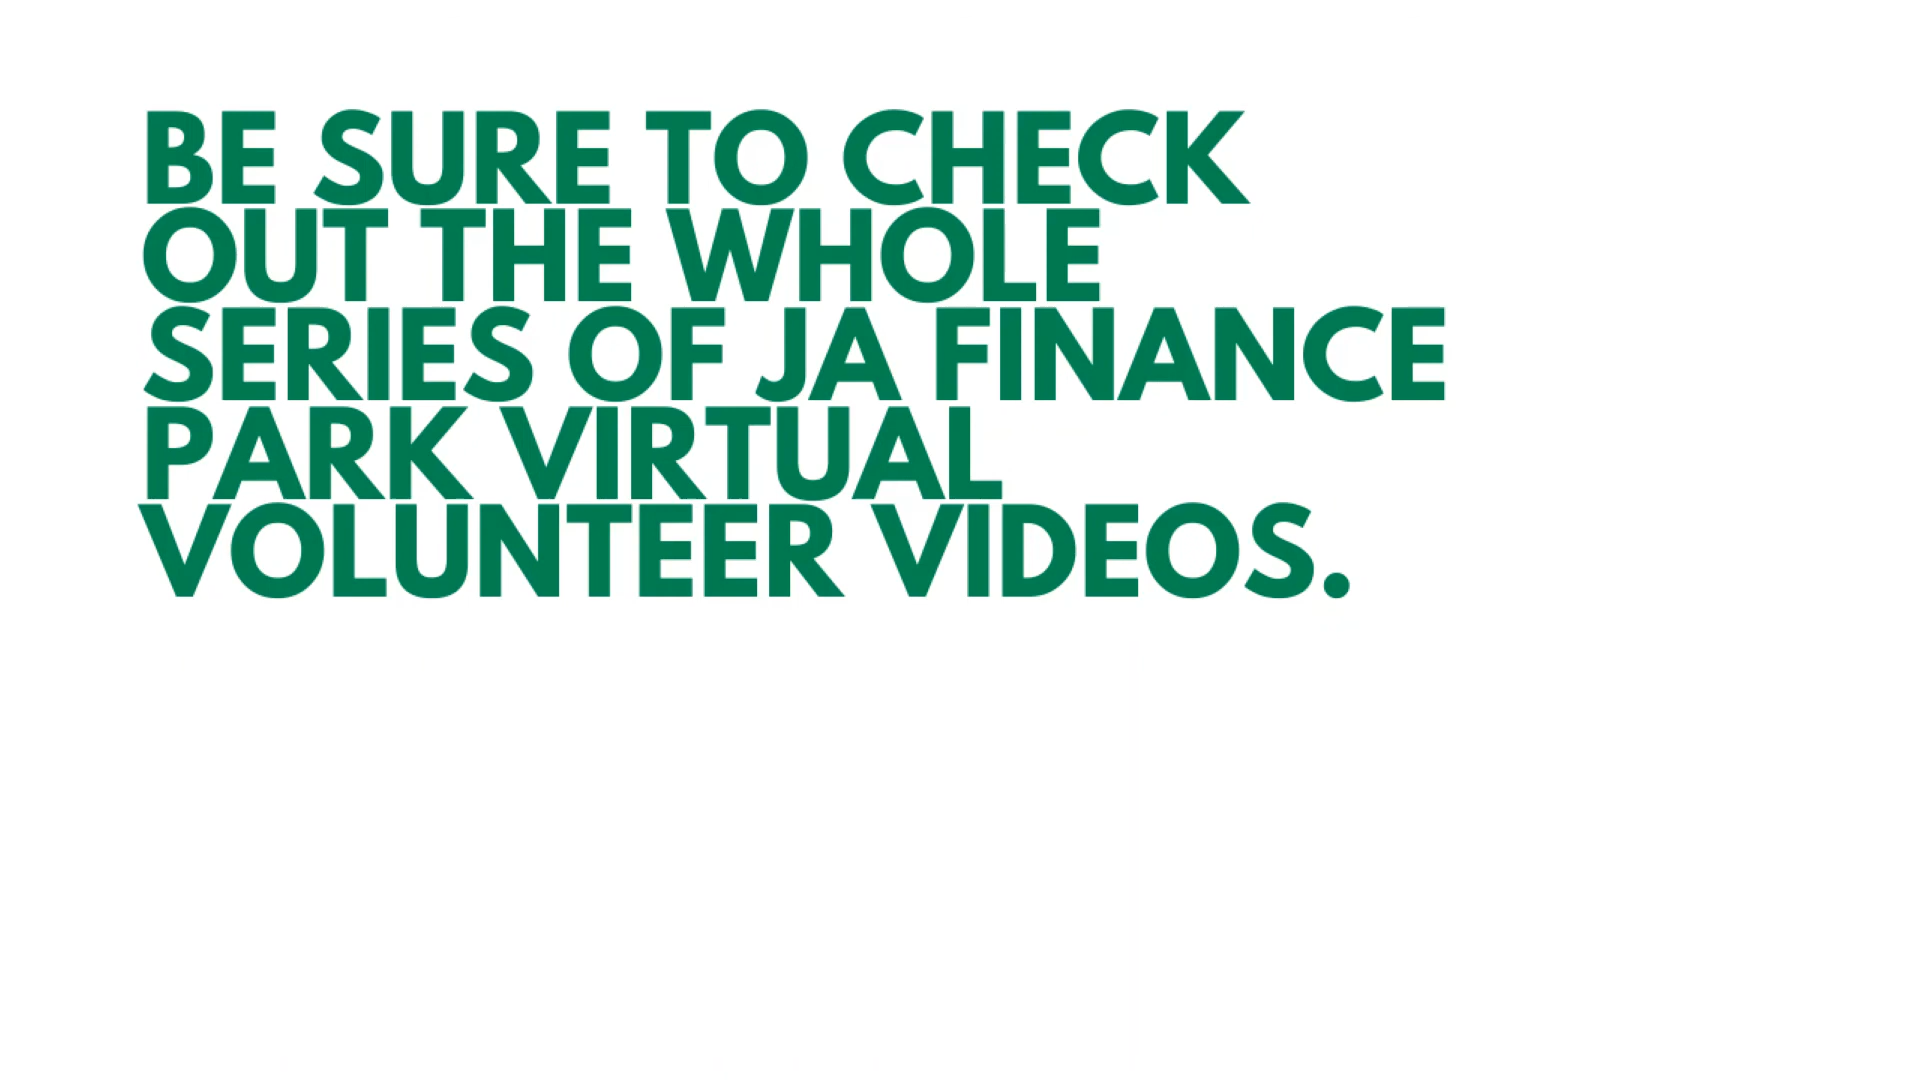 BE SURE TO CHECK
OUT THE WHOLE
SERIES OF JA FINANCE
PARK VIRTUAL
VOLUNTEER VIDEOS.